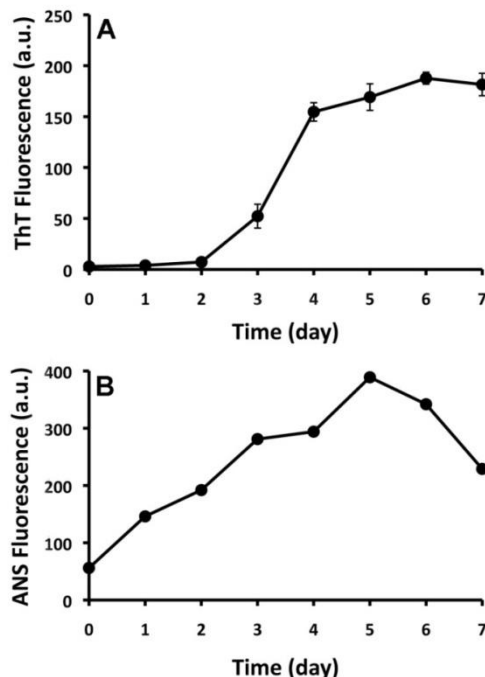 A
ThT Fluorescence (a.u.)
250
200
150
100
50
0
0 1 2 3 4 5 6 7
Time (day)
B
ANS Fluorescence (a.u.)
400
300
200
100
0
0 1 2 3 4 5 6 7
Time (day)